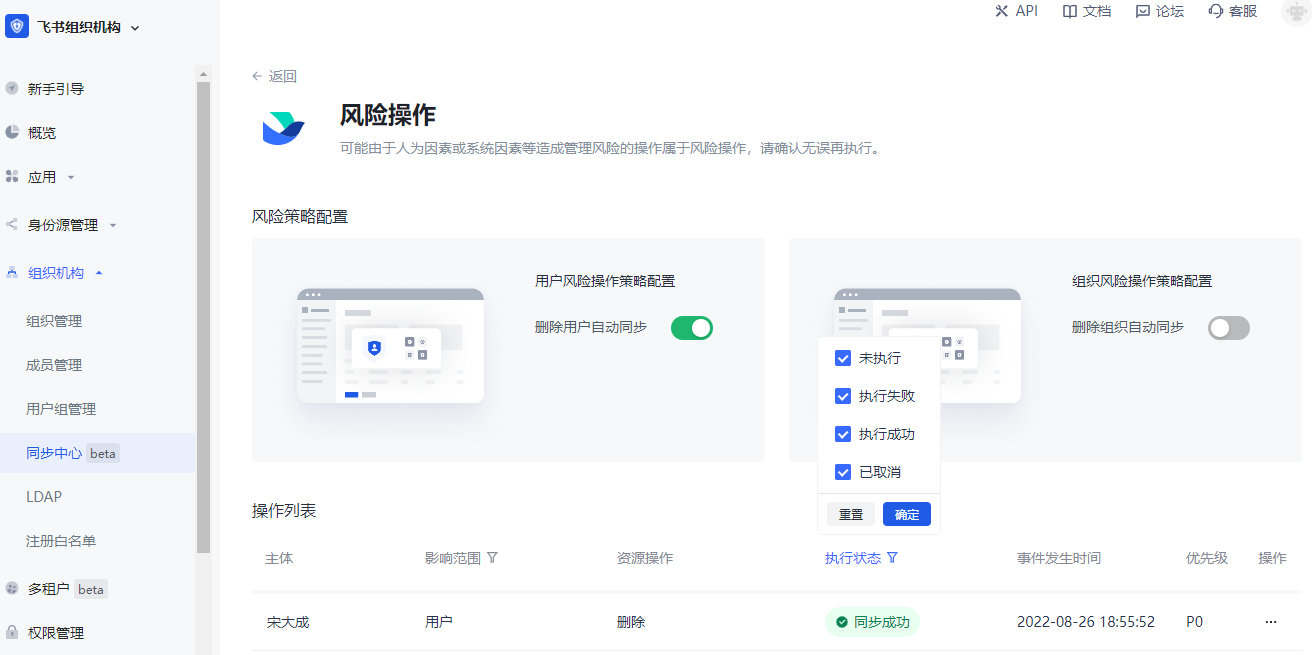 飞书组织机构
API
文档
论坛
客服
新手引导
概览
应用
身份源管理
组织机构
组织管理
成员管理
用户组管理
同步中心 beta
LDAP
注册白名单
多租户 beta
权限管理
返回
风险操作
可能由于人为因素或系统因素等造成管理风险的操作属于风险操作，请确认无误再执行。
风险策略配置
用户风险操作策略配置
删除用户自动同步
组织风险操作策略配置
删除组织自动同步
未执行
执行失败
执行成功
已取消
重置 确定
操作列表
主体 影响范围 资源操作 执行状态 事件发生时间 优先级 操作
宋大成 用户 删除 同步成功 2022-08-26 18:55:52 P0 ···